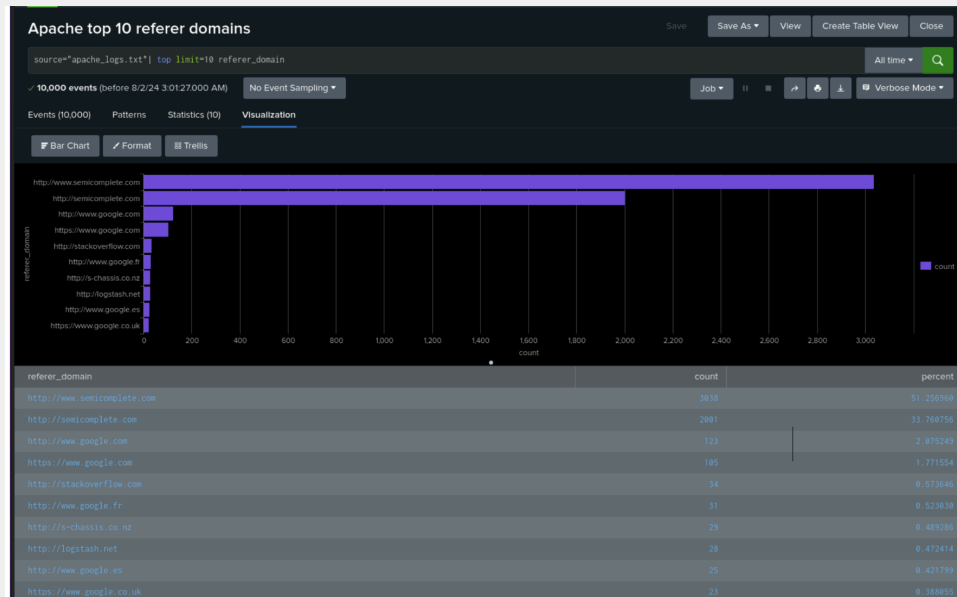 Apache top 10 referer domains
Save Save As View Create Table View Close
source="apache_logs.txt"| top limit=10 referer_domain
All time
10,000 events (before 8/2/24 3:01:27.000 AM) No Event Sampling
Job Verbose Mode
Events (10,000) Patterns Statistics (10) Visualization
Bar Chart Format Trellis
referer_domain
http://www.semicomplete.com
http://semicomplete.com
http://www.google.com
https://www.google.com
http://stackoverflow.com
http://www.google.fr
http://s-chassis.co.nz
http://logstash.net
http://www.google.es
https://www.google.co.uk
count
0 200 400 600 800 1,000 1,200 1,400 1,600 1,800 2,000 2,200 2,400 2,600 2,800 3,000
count
referer_domain count percent
http://www.semicomplete.com 3038 51.256960
http://semicomplete.com 2001 33.760756
http://www.google.com 123 2.075249
https://www.google.com 105 1.771554
http://stackoverflow.com 34 0.573646
http://www.google.fr 31 0.523030
http://s-chassis.co.nz 29 0.489286
http://logstash.net 28 0.472414
http://www.google.es 25 0.421799
https://www.google.co.uk 23 0.388055